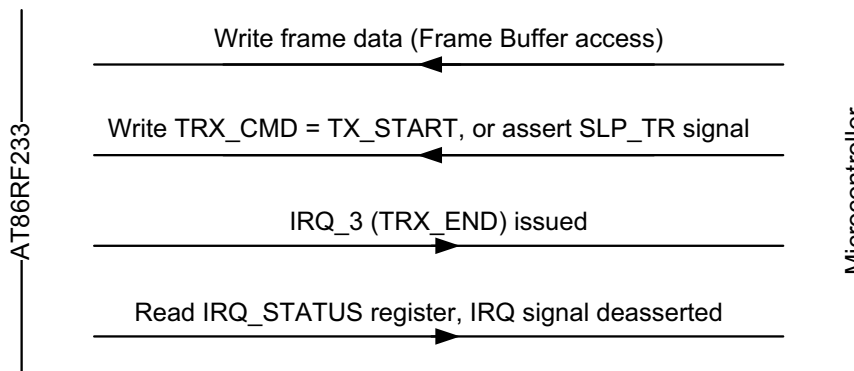 Write frame data (Frame Buffer access)
Write TRX_CMD = TX_START, or assert SLP_TR signal
IRQ_3 (TRX_END) issued
Read IRQ_STATUS register, IRQ signal deasserted
AT86RF233
Microcontroller